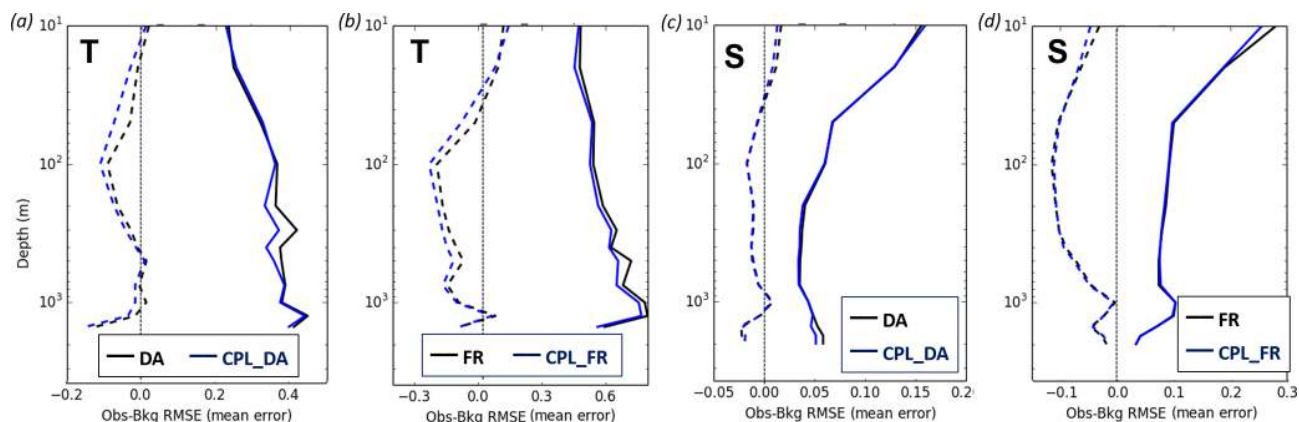 (a) (b) (c) (d)
10¹ 10¹ 10¹ 10¹
T T S S
10² 10² 10² 10²
Depth (m)
10³ 10³ 10³ 10³
DA CPL_DA
FR CPL_FR
DA
CPL_DA
FR
CPL_FR
−0.2 0.0 0.2 0.4
−0.3 0.0 0.3 0.6
−0.05 0.00 0.05 0.10 0.15 0.2
−0.1 0.0 0.1 0.2 0.3
Obs-Bkg RMSE (mean error) Obs-Bkg RMSE (mean error) Obs-Bkg RMSE (mean error) Obs-Bkg RMSE (mean error)